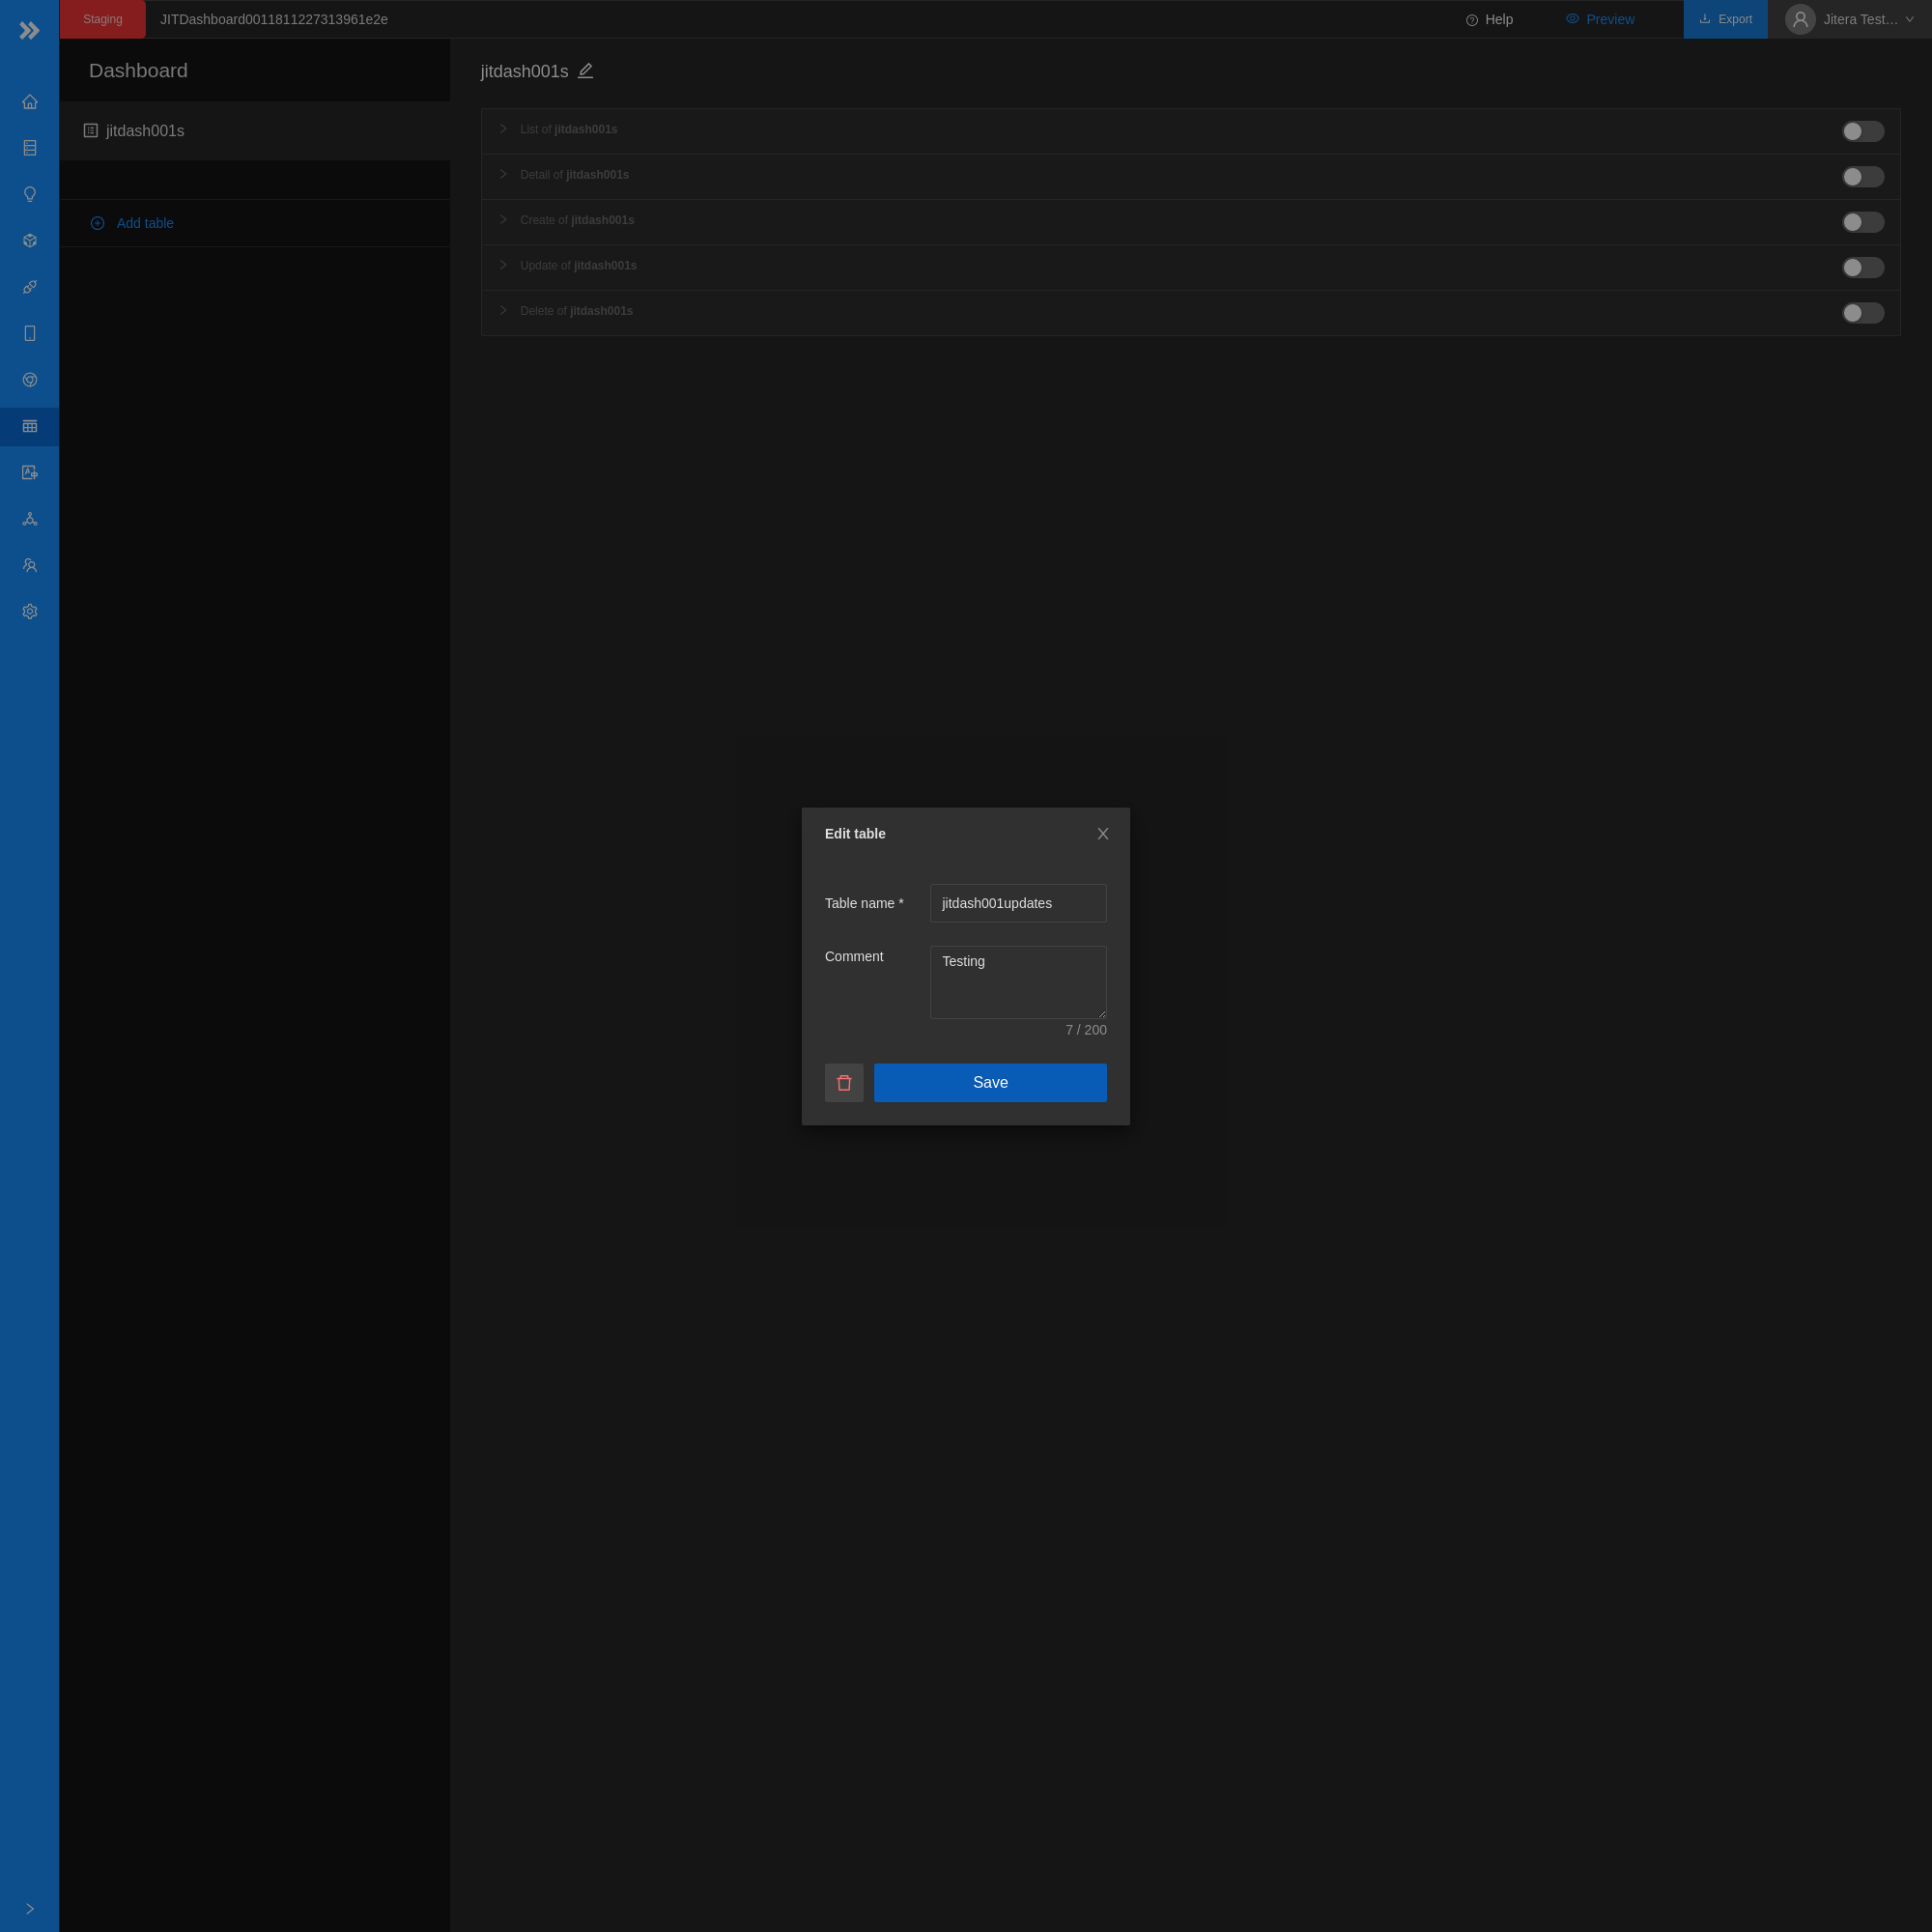 Staging
JITDashboard0011811227313961e2e
Help
Preview
Export
Jitera Test…
Dashboard
jitdash001s
Add table
jitdash001s
List of jitdash001s
Detail of jitdash001s
Create of jitdash001s
Update of jitdash001s
Delete of jitdash001s
Edit table
Table name *
jitdash001updates
Comment
Testing
7 / 200
Save